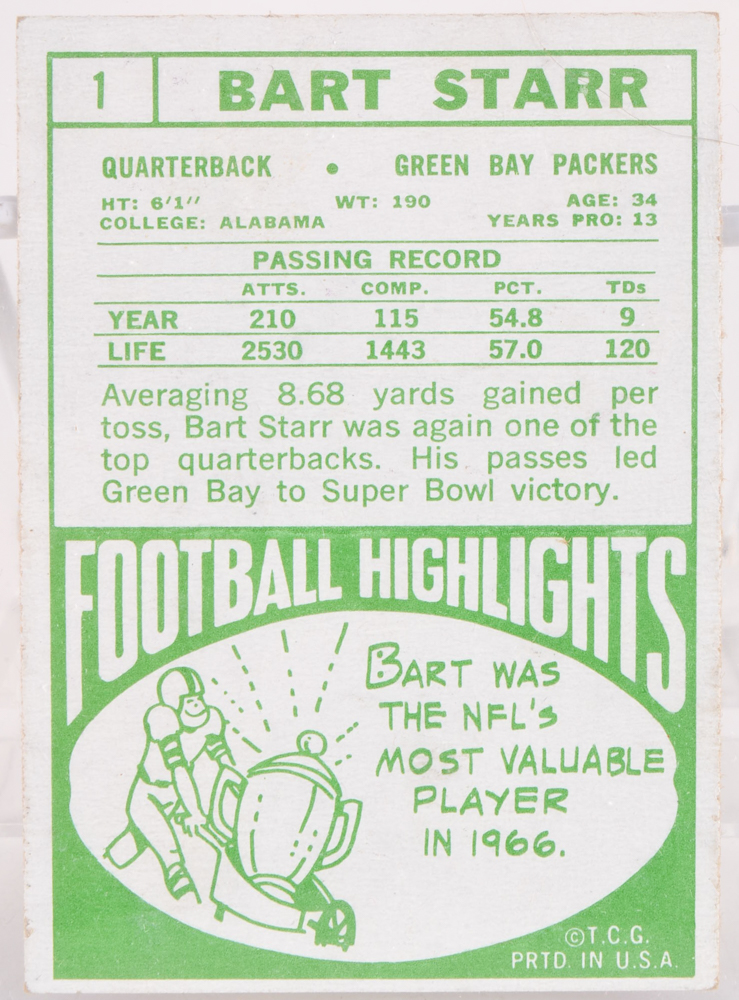 1 BART STARR
QUARTERBACK • GREEN BAY PACKERS
HT: 6'1" WT: 190 AGE: 34
COLLEGE: ALABAMA YEARS PRO: 13
PASSING RECORD
ATTS. COMP. PCT. TDs
YEAR 210 115 54.8 9
LIFE 2530 1443 57.0 120
Averaging 8.68 yards gained per
toss, Bart Starr was again one of the
top quarterbacks. His passes led
Green Bay to Super Bowl victory.
FOOTBALL HIGHLIGHTS
BART WAS
THE NFL'S
MOST VALUABLE
PLAYER
IN 1966.
©T.C.G.
PRTD. IN U.S.A.